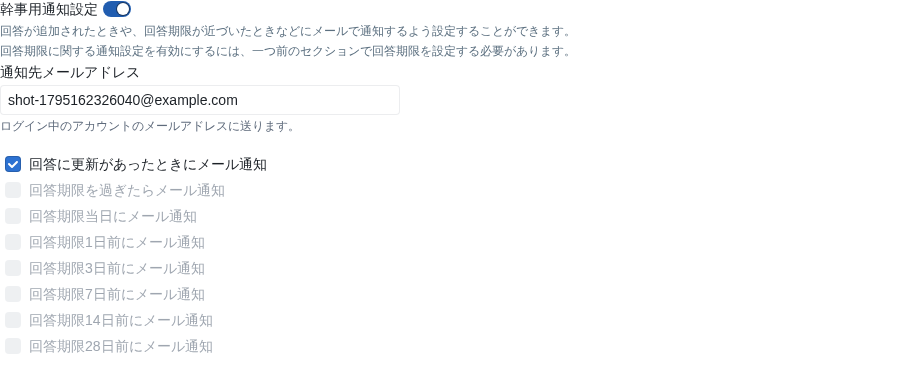 幹事用通知設定
回答が追加されたときや、回答期限が近づいたときなどにメールで通知するよう設定することができます。
回答期限に関する通知設定を有効にするには、一つ前のセクションで回答期限を設定する必要があります。
通知先メールアドレス
shot-1795162326040@example.com
ログイン中のアカウントのメールアドレスに送ります。
回答に更新があったときにメール通知
回答期限を過ぎたらメール通知
回答期限当日にメール通知
回答期限1日前にメール通知
回答期限3日前にメール通知
回答期限7日前にメール通知
回答期限14日前にメール通知
回答期限28日前にメール通知